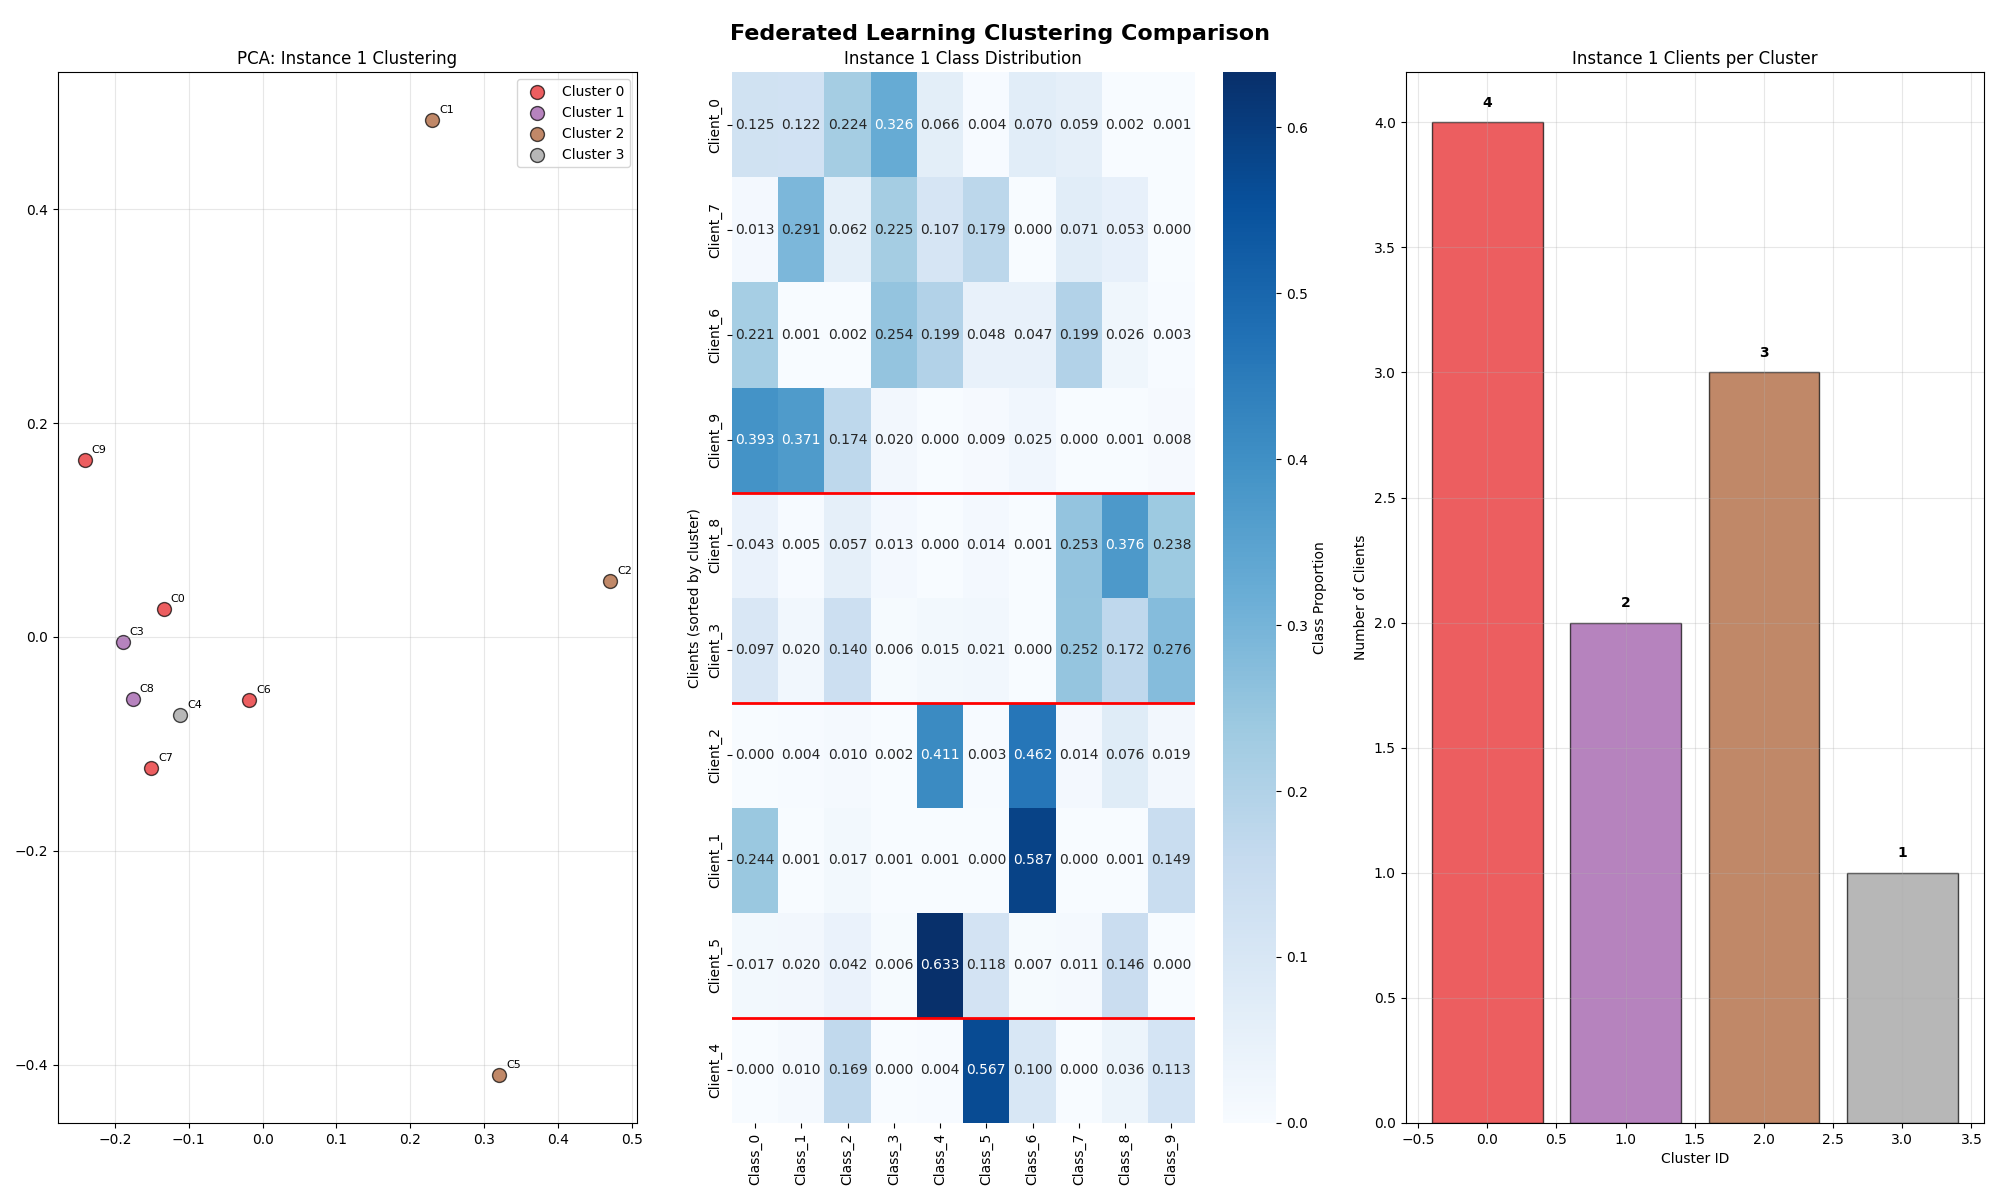 Federated Learning Clustering Comparison
PCA: Instance 1 Clustering
Cluster 0
Cluster 1
Cluster 2
Cluster 3
C1
C9
C2
C0
C3
C8
C6
C4
C7
C5
0.4
0.2
0.0
−0.2
−0.4
−0.2 −0.1 0.0 0.1 0.2 0.3 0.4 0.5
Instance 1 Class Distribution
Clients (sorted by cluster)
Client_0 0.125 0.122 0.224 0.326 0.066 0.004 0.070 0.059 0.002 0.001
Client_7 0.013 0.291 0.062 0.225 0.107 0.179 0.000 0.071 0.053 0.000
Client_6 0.221 0.001 0.002 0.254 0.199 0.048 0.047 0.199 0.026 0.003
Client_9 0.393 0.371 0.174 0.020 0.000 0.009 0.025 0.000 0.001 0.008
Client_8 0.043 0.005 0.057 0.013 0.000 0.014 0.001 0.253 0.376 0.238
Client_3 0.097 0.020 0.140 0.006 0.015 0.021 0.000 0.252 0.172 0.276
Client_2 0.000 0.004 0.010 0.002 0.411 0.003 0.462 0.014 0.076 0.019
Client_1 0.244 0.001 0.017 0.001 0.001 0.000 0.587 0.000 0.001 0.149
Client_5 0.017 0.020 0.042 0.006 0.633 0.118 0.007 0.011 0.146 0.000
Client_4 0.000 0.010 0.169 0.000 0.004 0.567 0.100 0.000 0.036 0.113
Class_0 Class_1 Class_2 Class_3 Class_4 Class_5 Class_6 Class_7 Class_8 Class_9
0.6
0.5
0.4
0.3
0.2
0.1
0.0
Class Proportion
Instance 1 Clients per Cluster
Number of Clients
4.0
3.5
3.0
2.5
2.0
1.5
1.0
0.5
0.0
4
2
3
1
−0.5 0.0 0.5 1.0 1.5 2.0 2.5 3.0 3.5
Cluster ID